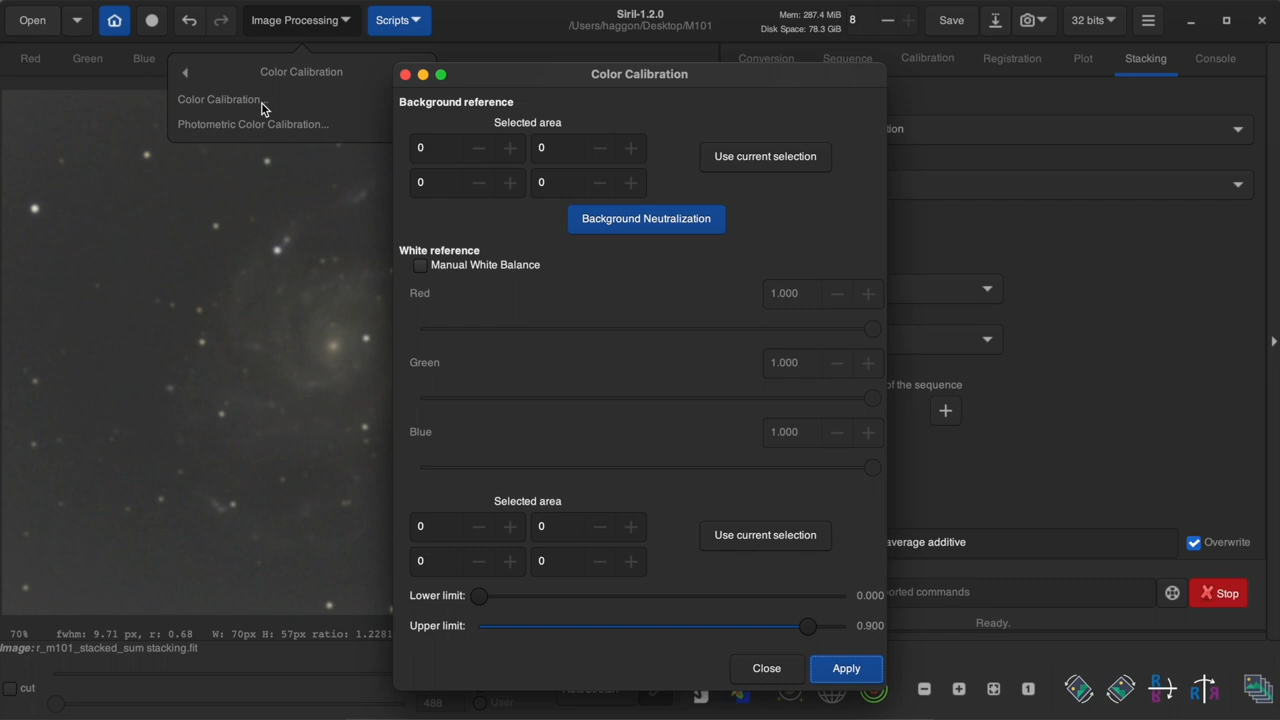 Open
Image Processing
Scripts
Siril-1.2.0
/Users/haggon/Desktop/M101
Mem: 287.4 MiB
Disk Space: 78.3 GiB
8
Save
32 bits
Red
Green
Blue
Color Calibration
Color Calibration...
Photometric Color Calibration...
Conversion
Sequence
Calibration
Registration
Plot
Stacking
Console
Color Calibration
Background reference
Selected area
0
0
0
0
Use current selection
Background Neutralization
White reference
Manual White Balance
Red
1.000
Green
1.000
Blue
1.000
Selected area
0
0
0
0
Use current selection
Lower limit:
0.000
Upper limit:
0.900
Close
Apply
of the sequence
average additive
Overwrite
commands
Stop
Ready.
70%
fwhm: 9.71 px, r: 0.68
W: 70px H: 57px ratio: 1.2281
Image: r_m101_stacked_sum stacking.fit
cut
488
User
R
R
R
R